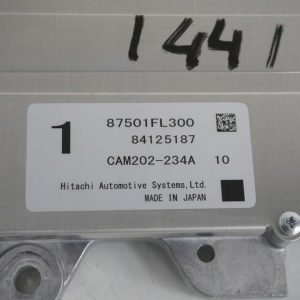 1441
1
87501FL300
84125187
CAM202-234A 10
Hitachi Automotive Systems,Ltd.
MADE IN JAPAN